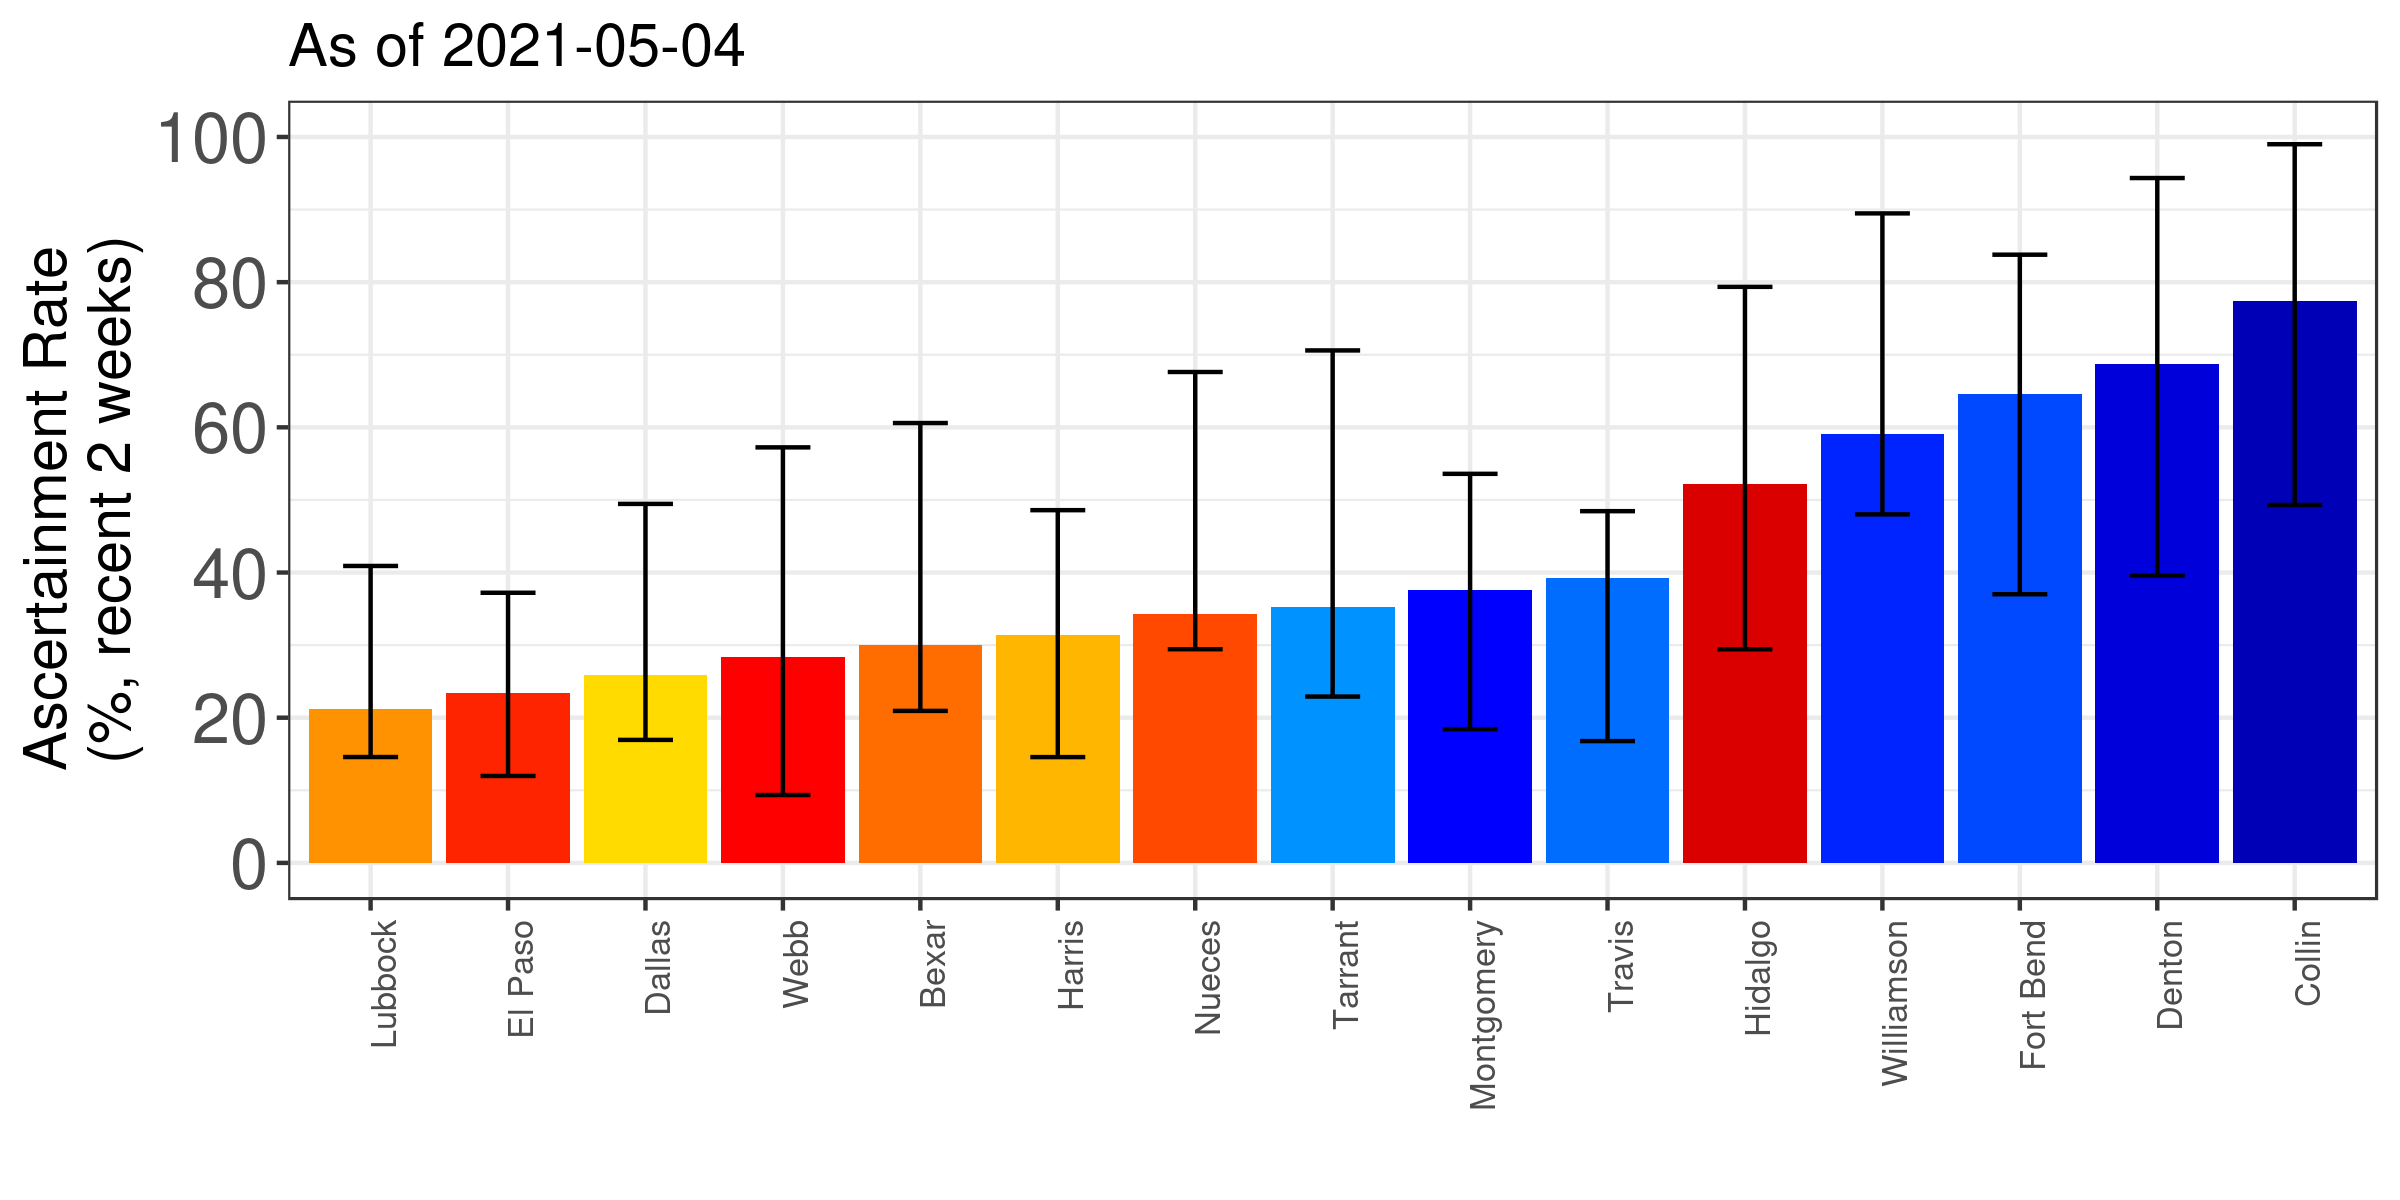 As of 2021-05-04
Ascertainment Rate
(%, recent 2 weeks)
100
80
60
40
20
0
Lubbock
El Paso
Dallas
Webb
Bexar
Harris
Nueces
Tarrant
Montgomery
Travis
Hidalgo
Williamson
Fort Bend
Denton
Collin